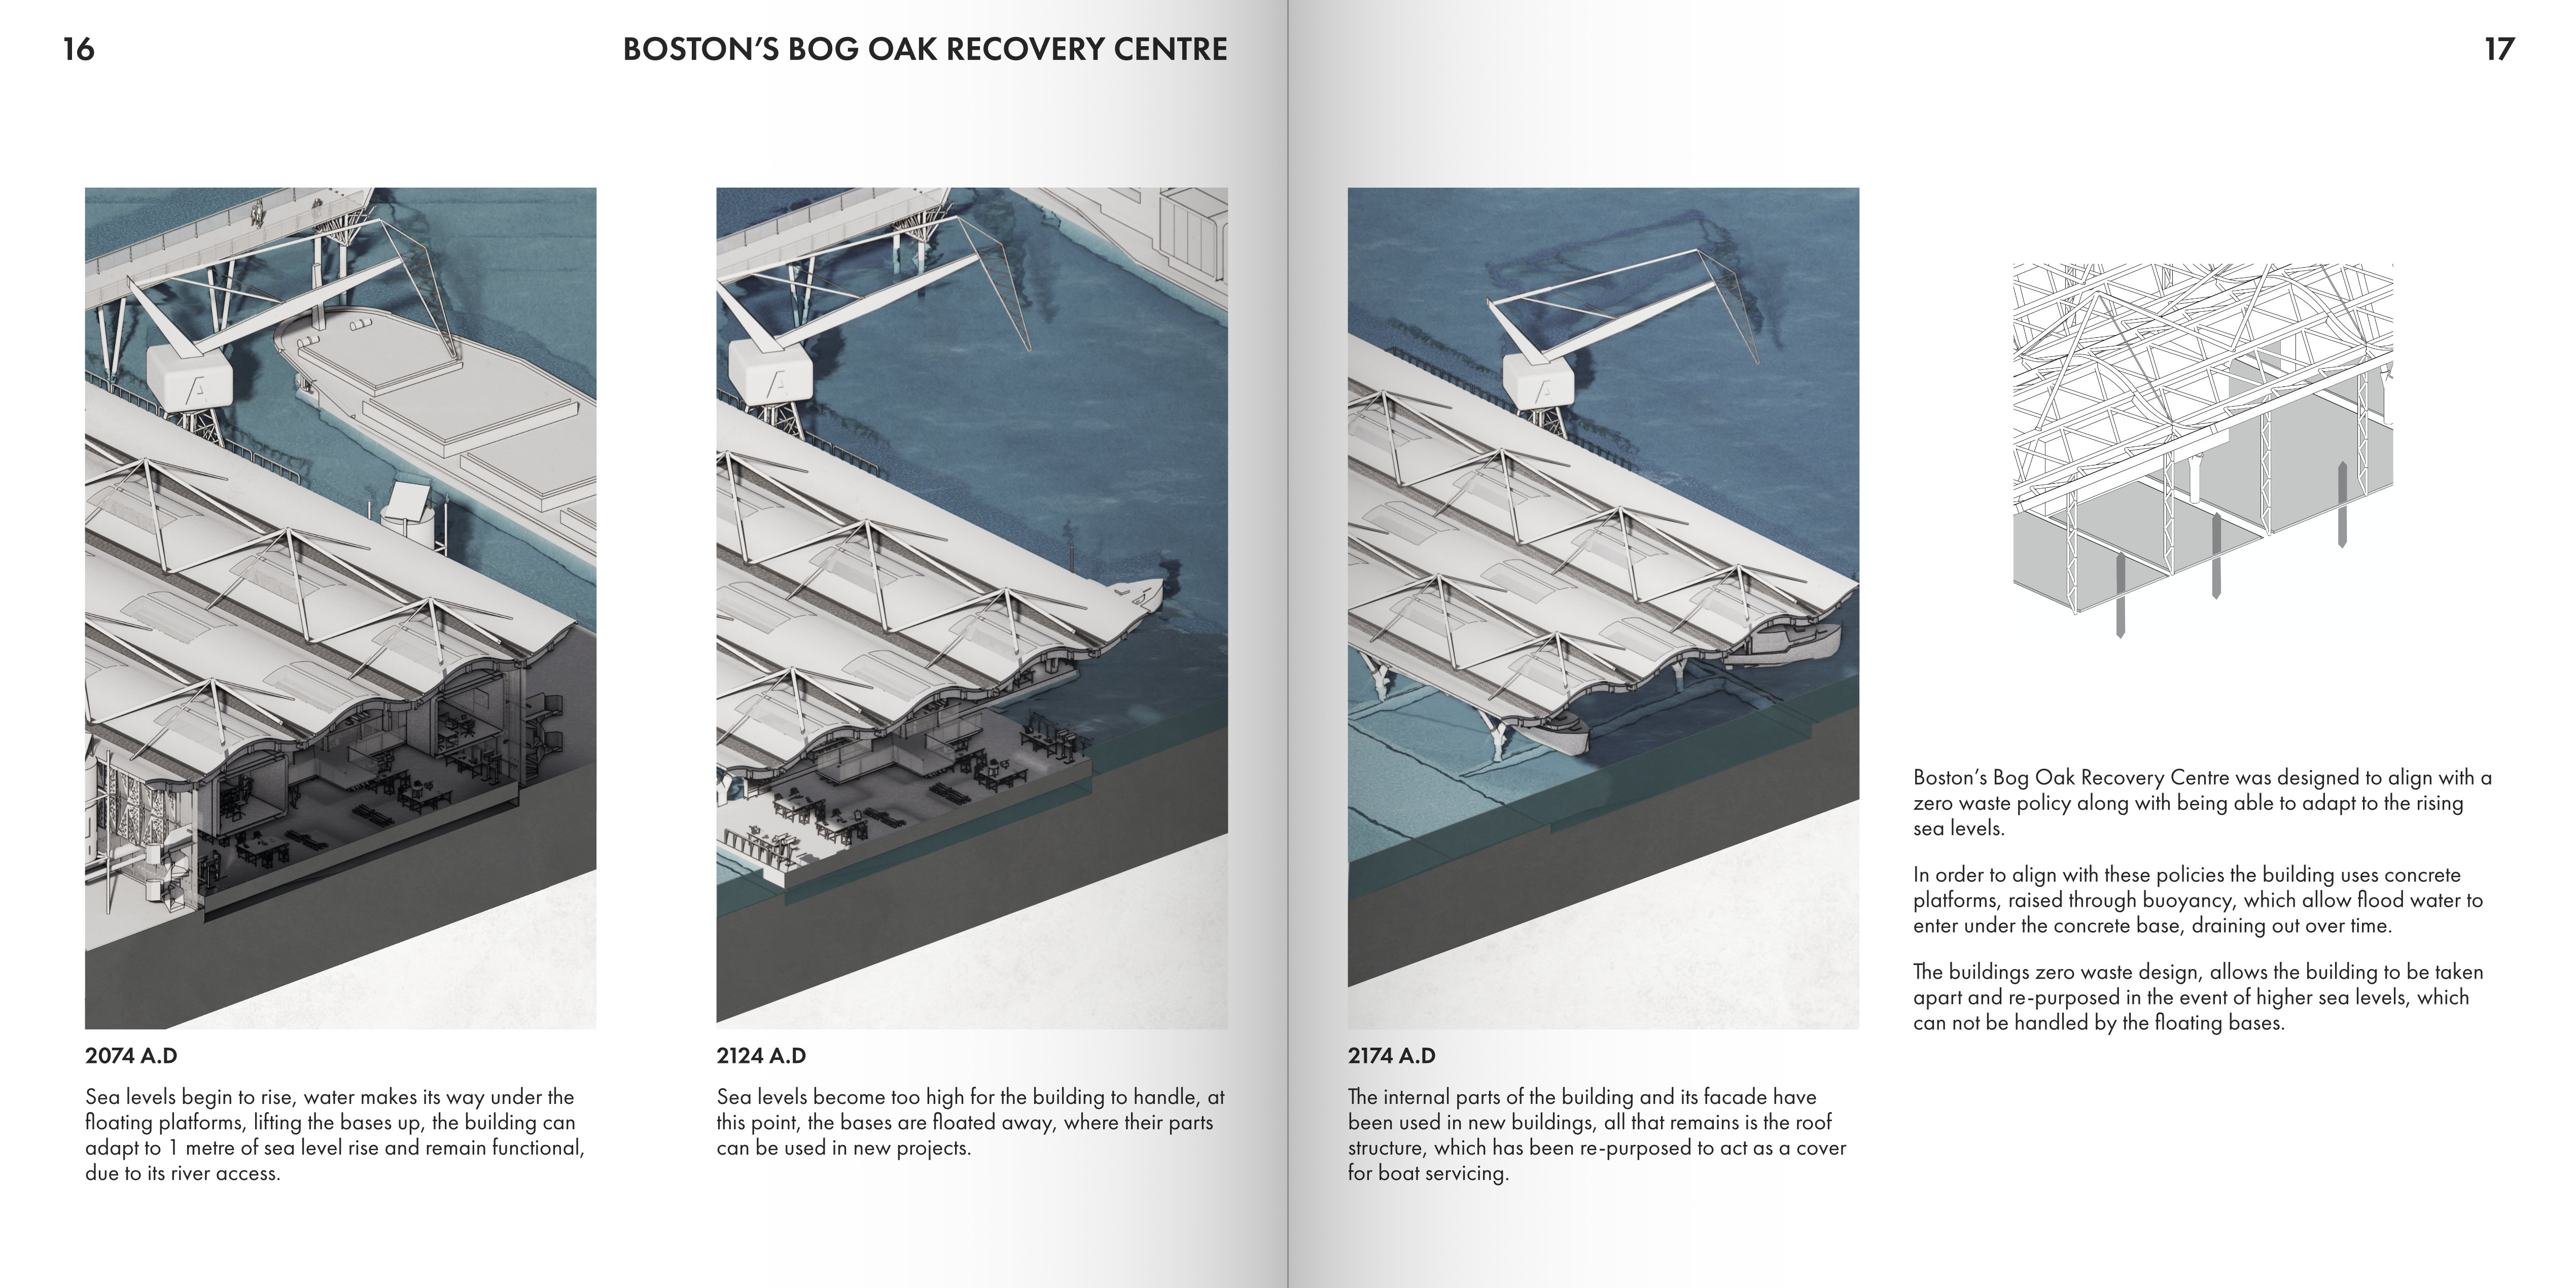 16
BOSTON'S BOG OAK RECOVERY CENTRE
17
2074 A.D
Sea levels begin to rise, water makes its way under the
floating platforms, lifting the bases up, the building can
adapt to 1 metre of sea level rise and remain functional,
due to its river access.
2124 A.D
Sea levels become too high for the building to handle, at
this point, the bases are floated away, where their parts
can be used in new projects.
2174 A.D
The internal parts of the building and its facade have
been used in new buildings, all that remains is the roof
structure, which has been re-purposed to act as a cover
for boat servicing.
Boston's Bog Oak Recovery Centre was designed to align with a
zero waste policy along with being able to adapt to the rising
sea levels.
In order to align with these policies the building uses concrete
platforms, raised through buoyancy, which allow flood water to
enter under the concrete base, draining out over time.
The buildings zero waste design, allows the building to be taken
apart and re-purposed in the event of higher sea levels, which
can not be handled by the floating bases.